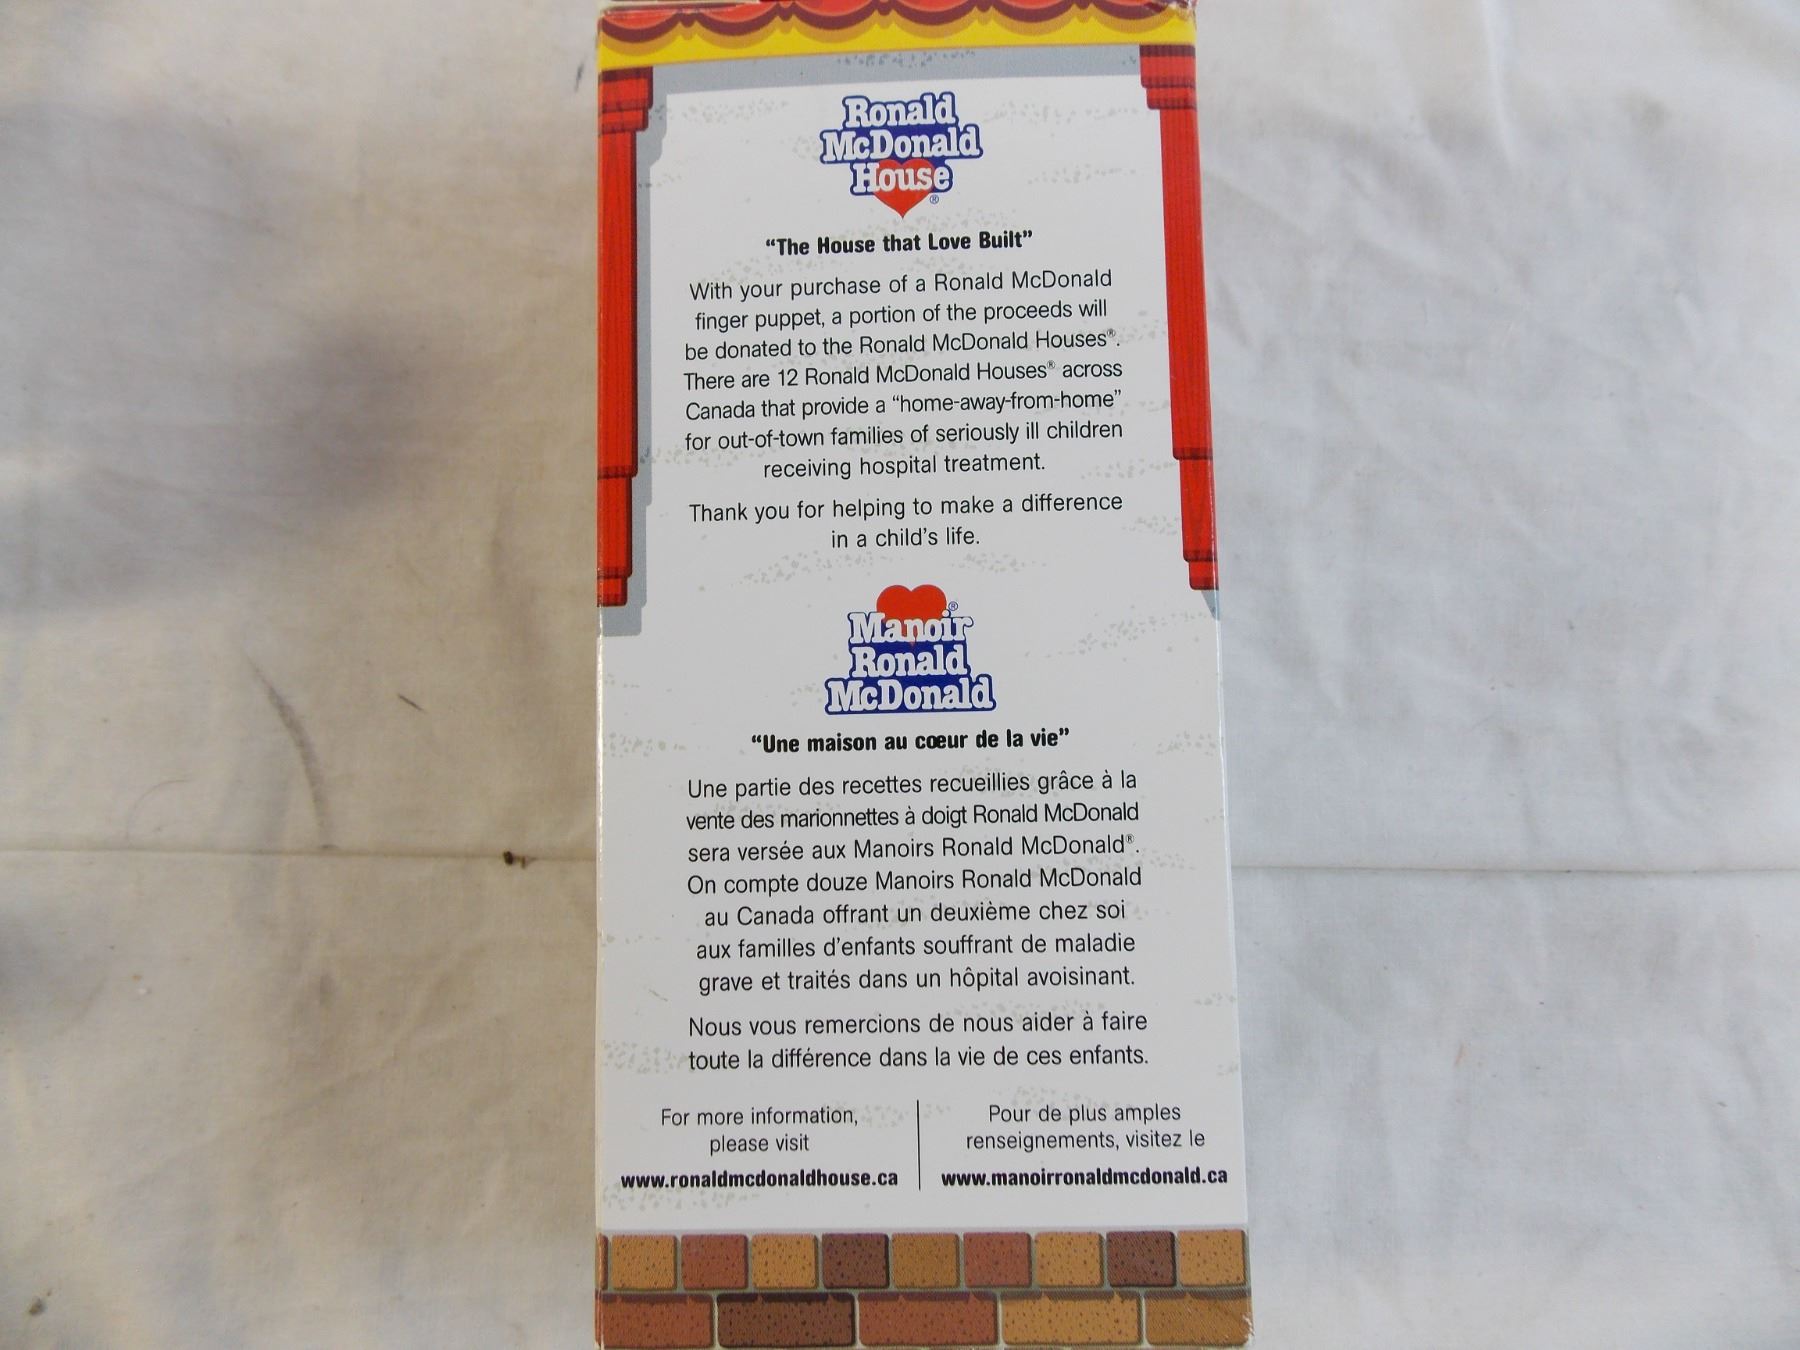 Ronald
McDonald
House
®
“The House that Love Built”
With your purchase of a Ronald McDonald
finger puppet, a portion of the proceeds will
be donated to the Ronald McDonald Houses®.
There are 12 Ronald McDonald Houses® across
Canada that provide a “home-away-from-home”
for out-of-town families of seriously ill children
receiving hospital treatment.
Thank you for helping to make a difference
in a child’s life.
®
Manoir
Ronald
McDonald
“Une maison au cœur de la vie”
Une partie des recettes recueillies grâce à la
vente des marionnettes à doigt Ronald McDonald
sera versée aux Manoirs Ronald McDonald®.
On compte douze Manoirs Ronald McDonald
au Canada offrant un deuxième chez soi
aux familles d’enfants souffrant de maladie
grave et traités dans un hôpital avoisinant.
Nous vous remercions de nous aider à faire
toute la différence dans la vie de ces enfants.
For more information,
please visit
www.ronaldmcdonaldhouse.ca
Pour de plus amples
renseignements, visitez le
www.manoirronaldmcdonald.ca